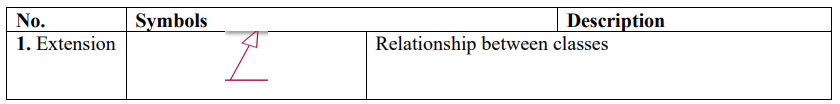 No. Symbols Description
1. Extension Relationship between classes